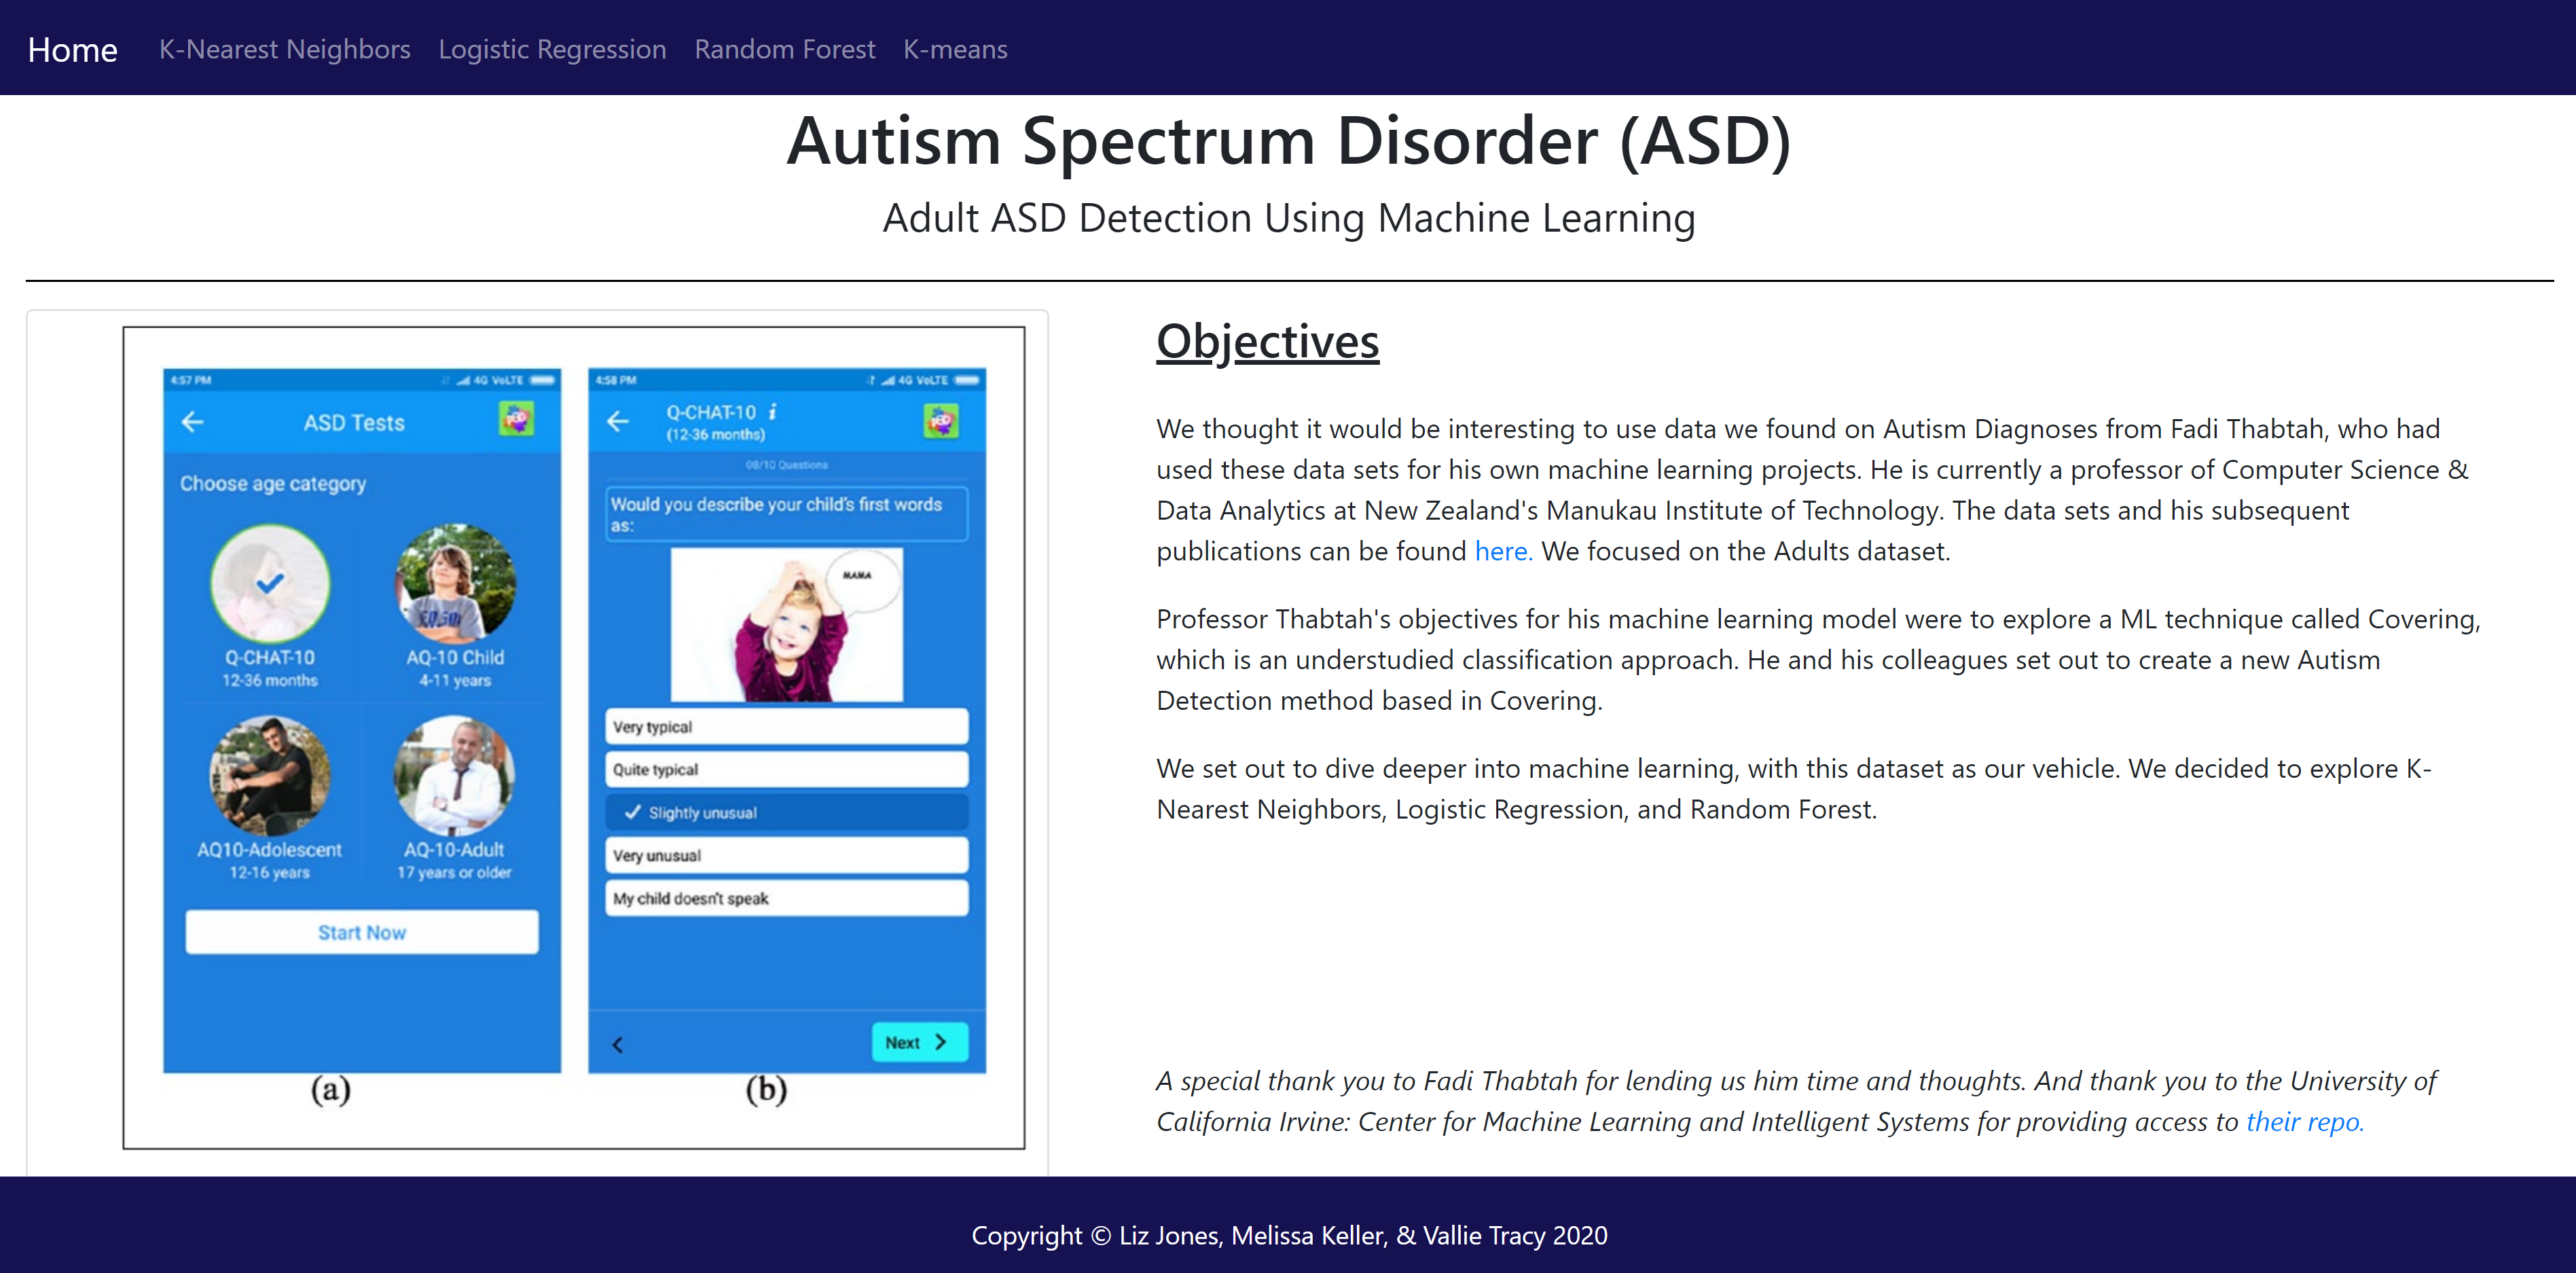 Home K-Nearest Neighbors Logistic Regression Random Forest K-means
Autism Spectrum Disorder (ASD)
Adult ASD Detection Using Machine Learning
4:57 PM 4G VoLTE
ASD Tests
Choose age category
Q-CHAT-10
12-36 months
AQ-10 Child
4-11 years
AQ10-Adolescent
12-16 years
AQ-10-Adult
17 years or older
Start Now
(a)
4:58 PM 4G VoLTE
Q-CHAT-10 i
(12-36 months)
08/10 Questions
Would you describe your child's first words
as:
MAMA
Very typical
Quite typical
Slightly unusual
Very unusual
My child doesn't speak
Next
(b)
Objectives
We thought it would be interesting to use data we found on Autism Diagnoses from Fadi Thabtah, who had
used these data sets for his own machine learning projects. He is currently a professor of Computer Science &
Data Analytics at New Zealand's Manukau Institute of Technology. The data sets and his subsequent
publications can be found here. We focused on the Adults dataset.
Professor Thabtah's objectives for his machine learning model were to explore a ML technique called Covering,
which is an understudied classification approach. He and his colleagues set out to create a new Autism
Detection method based in Covering.
We set out to dive deeper into machine learning, with this dataset as our vehicle. We decided to explore K-
Nearest Neighbors, Logistic Regression, and Random Forest.
A special thank you to Fadi Thabtah for lending us him time and thoughts. And thank you to the University of
California Irvine: Center for Machine Learning and Intelligent Systems for providing access to their repo.
Copyright © Liz Jones, Melissa Keller, & Vallie Tracy 2020